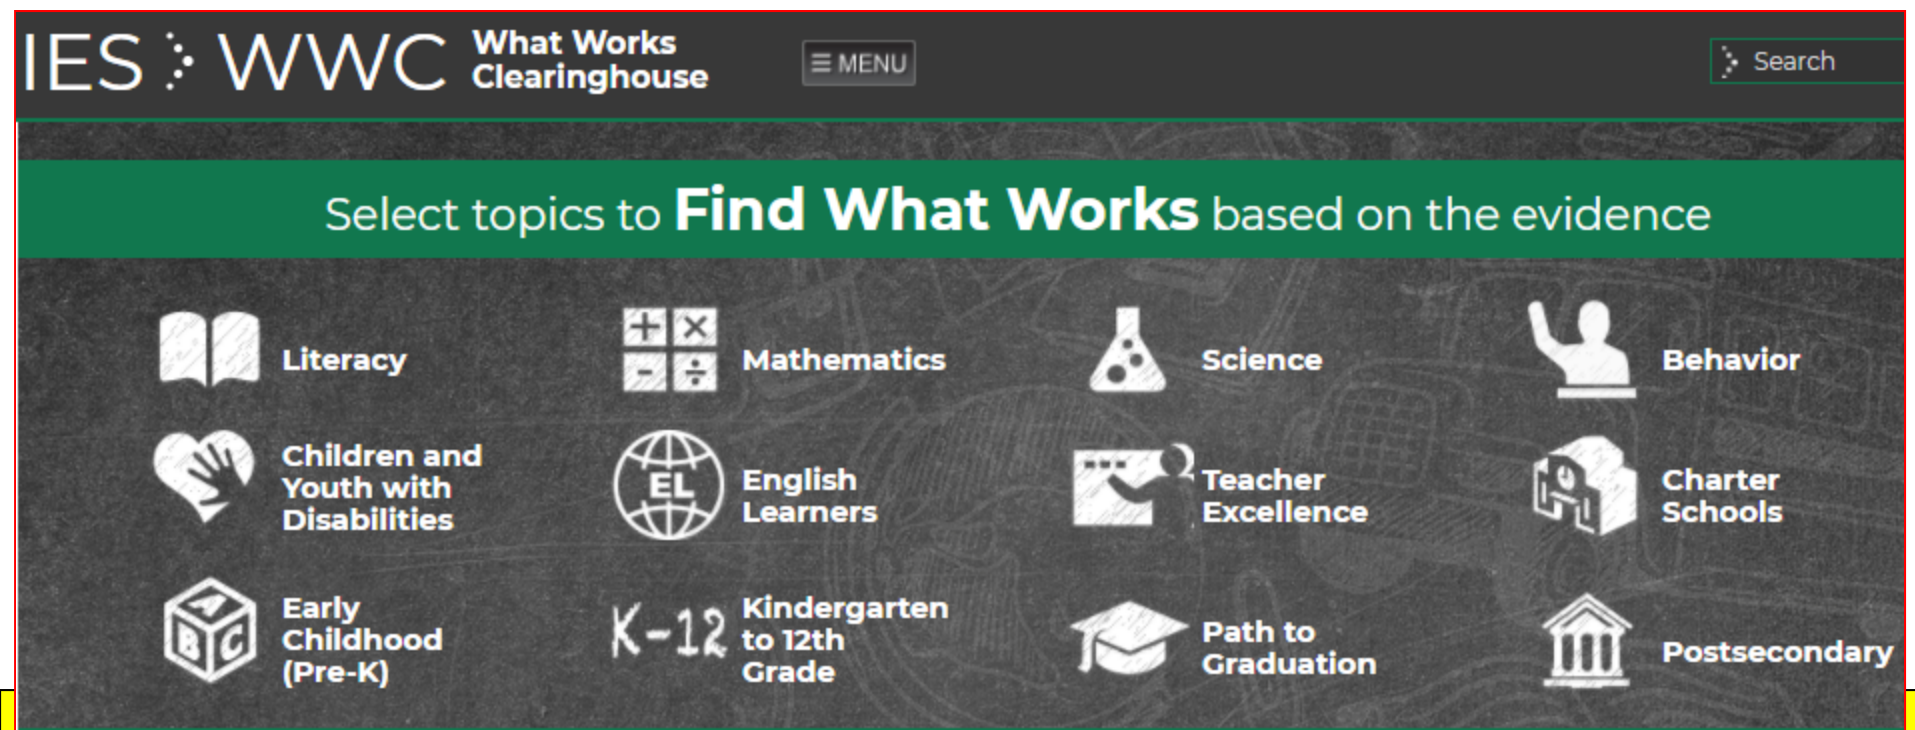 IES WWC What Works
Clearinghouse
☰ MENU
Search
Select topics to Find What Works based on the evidence
Literacy
+ × - ÷
Mathematics
Science
Behavior
Children and
Youth with
Disabilities
EL
English
Learners
Teacher
Excellence
Charter
Schools
A B C
Early
Childhood
(Pre-K)
K-12
Kindergarten
to 12th
Grade
Path to
Graduation
Postsecondary